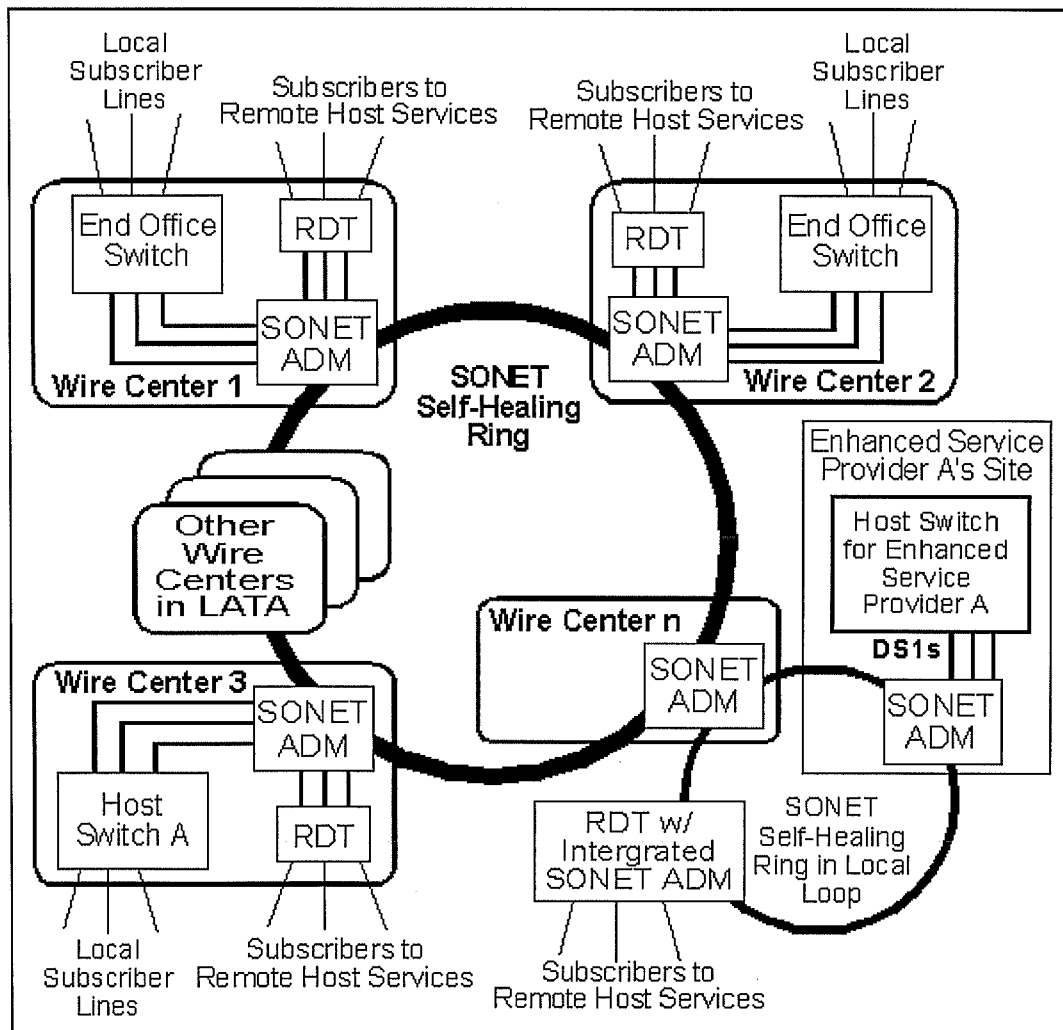 Local
Subscriber
Lines
Subscribers to
Remote Host Services
Subscribers to
Remote Host Services
Local
Subscriber
Lines
End Office
Switch
RDT
SONET
ADM
Wire Center 1
RDT
End Office
Switch
SONET
ADM
Wire Center 2
SONET
Self-Healing
Ring
Other
Wire
Centers
in LATA
Enhanced Service
Provider A's Site
Host Switch
for Enhanced
Service
Provider A
DS1s
SONET
ADM
Wire Center n
SONET
ADM
Wire Center 3
SONET
ADM
Host
Switch A
RDT
RDT w/
Intergrated
SONET ADM
SONET
Self-Healing
Ring in Local
Loop
Local
Subscriber
Lines
Subscribers to
Remote Host Services
Subscribers to
Remote Host Services